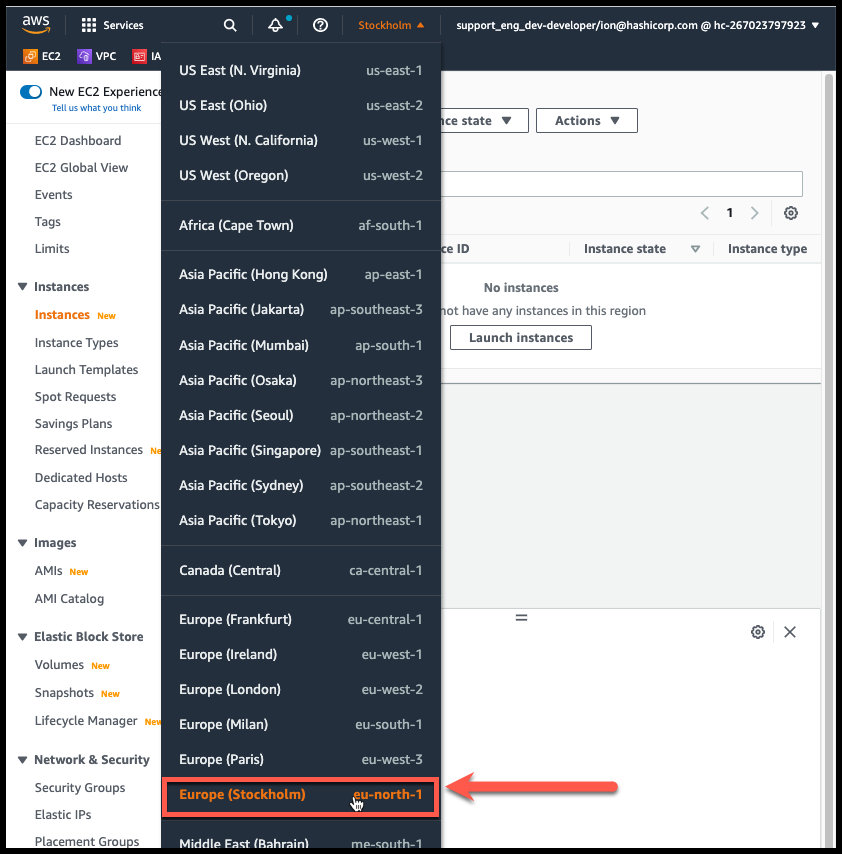 aws Services Stockholm support_eng_dev-developer/ion@hashicorp.com @ hc-267023797923
EC2 VPC IA
New EC2 Experience
Tell us what you think
EC2 Dashboard
EC2 Global View
Events
Tags
Limits
Instances
Instances New
Instance Types
Launch Templates
Spot Requests
Savings Plans
Reserved Instances Ne
Dedicated Hosts
Capacity Reservations
Images
AMIs New
AMI Catalog
Elastic Block Store
Volumes New
Snapshots New
Lifecycle Manager New
Network & Security
Security Groups
Elastic IPs
Placement Groups
US East (N. Virginia) us-east-1
US East (Ohio) us-east-2
US West (N. California) us-west-1
US West (Oregon) us-west-2
Africa (Cape Town) af-south-1
Asia Pacific (Hong Kong) ap-east-1
Asia Pacific (Jakarta) ap-southeast-3
Asia Pacific (Mumbai) ap-south-1
Asia Pacific (Osaka) ap-northeast-3
Asia Pacific (Seoul) ap-northeast-2
Asia Pacific (Singapore) ap-southeast-1
Asia Pacific (Sydney) ap-southeast-2
Asia Pacific (Tokyo) ap-northeast-1
Canada (Central) ca-central-1
Europe (Frankfurt) eu-central-1
Europe (Ireland) eu-west-1
Europe (London) eu-west-2
Europe (Milan) eu-south-1
Europe (Paris) eu-west-3
Europe (Stockholm) eu-north-1
Middle East (Bahrain) me-south-1
nce state Actions
1
ce ID Instance state Instance type
No instances
not have any instances in this region
Launch instances